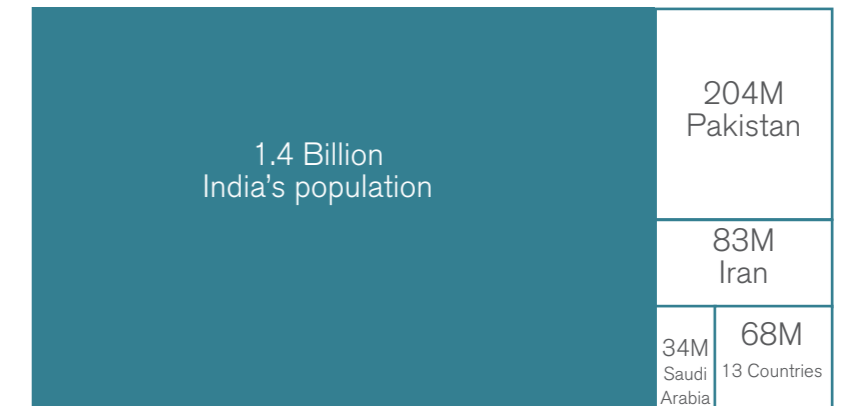 1.4 Billion
India’s population
204M
Pakistan
83M
Iran
34M
Saudi
Arabia
68M
13 Countries